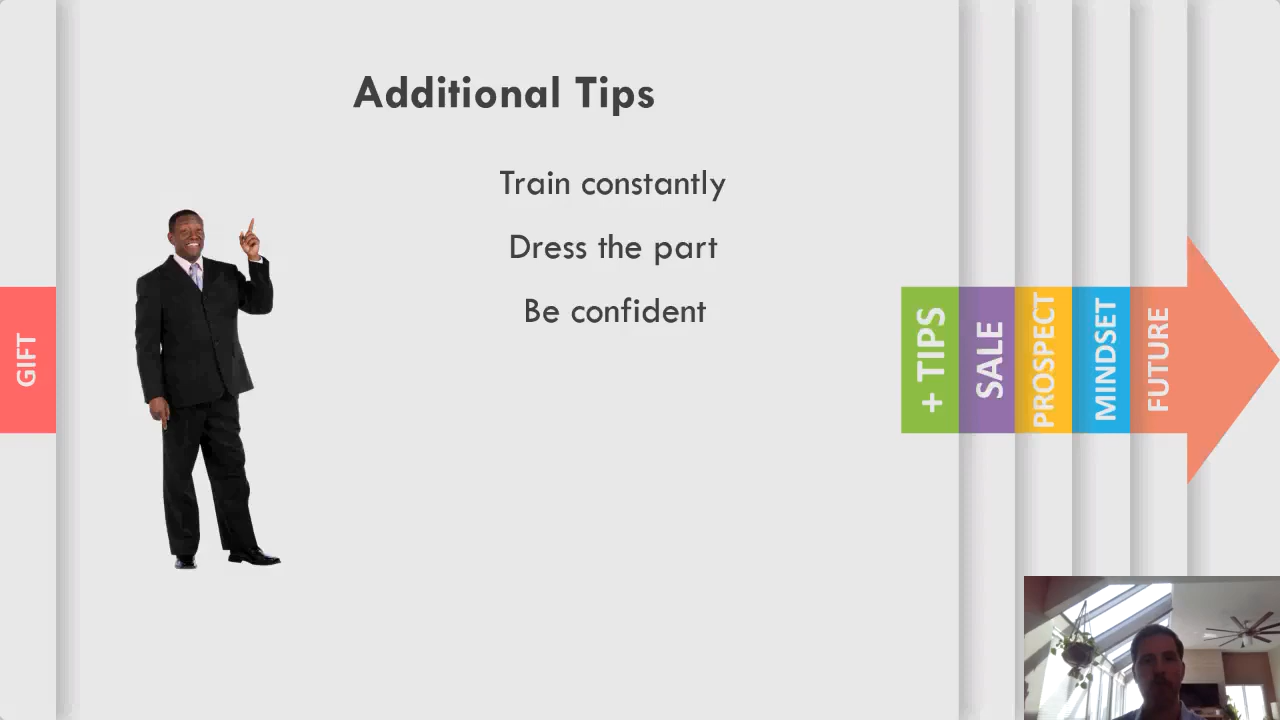 Additional Tips
Train constantly
Dress the part
Be confident
GIFT
+ TIPS
SALE
PROSPECT
MINDSET
FUTURE